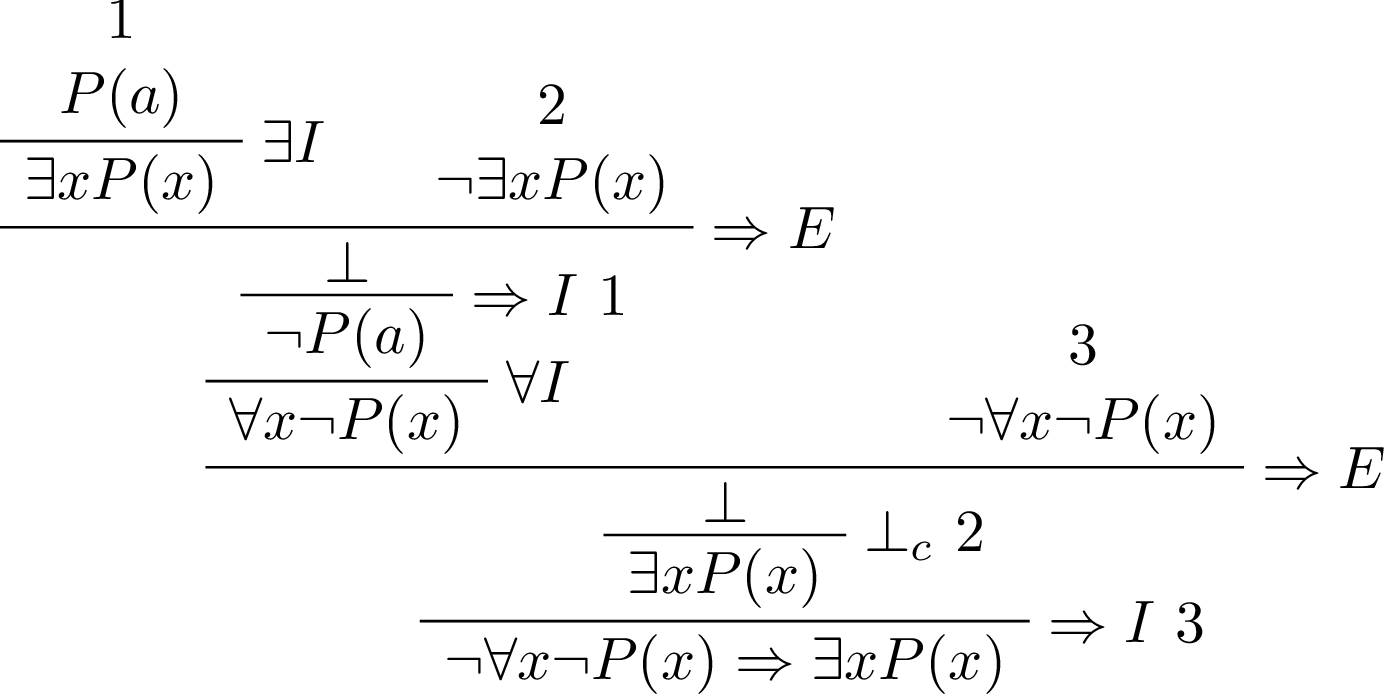 1
P(a)
∃I
2
∃xP(x)
¬∃xP(x)
⇒ E
⊥
⇒ I 1
¬P(a)
∀I
3
∀x¬P(x)
¬∀x¬P(x)
⇒ E
⊥
⊥c 2
∃xP(x)
⇒ I 3
¬∀x¬P(x) ⇒ ∃xP(x)